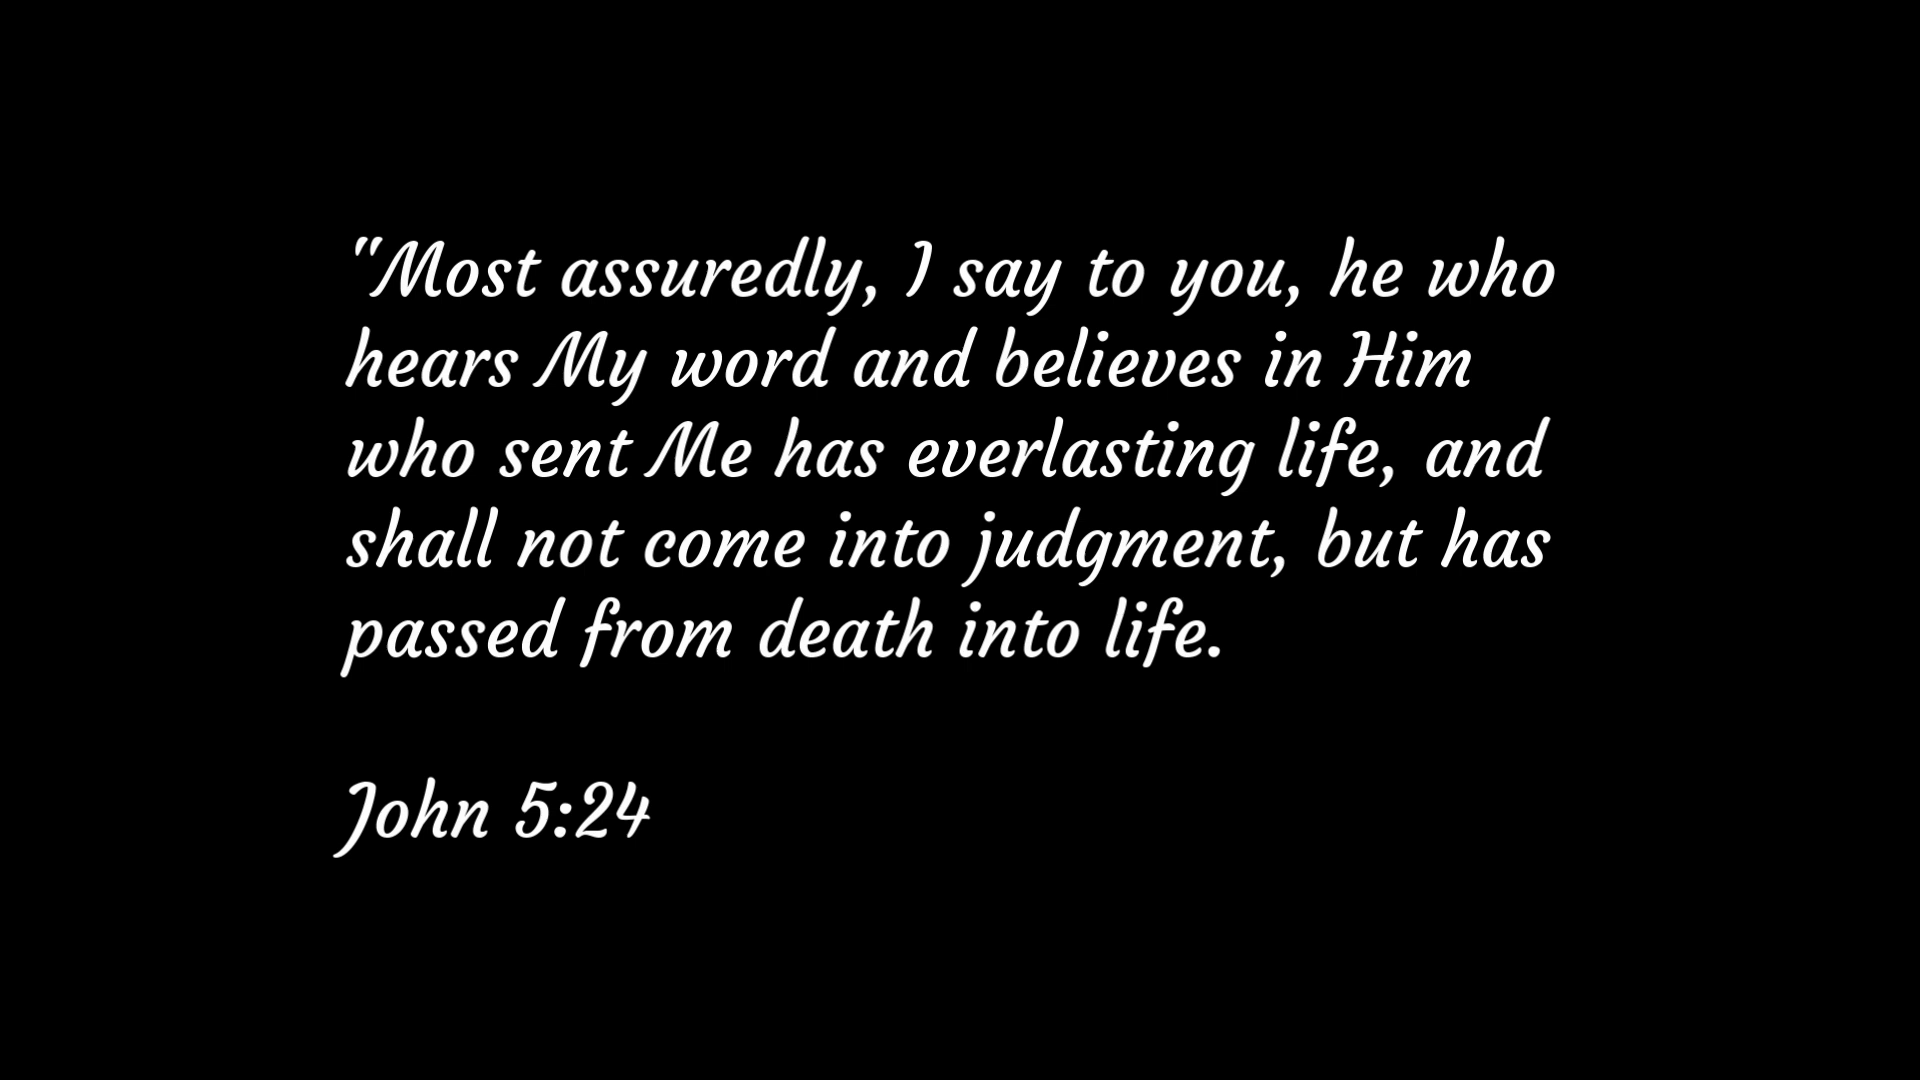 "Most assuredly, I say to you, he who
hears My word and believes in Him
who sent Me has everlasting life, and
shall not come into judgment, but has
passed from death into life.
John 5:24